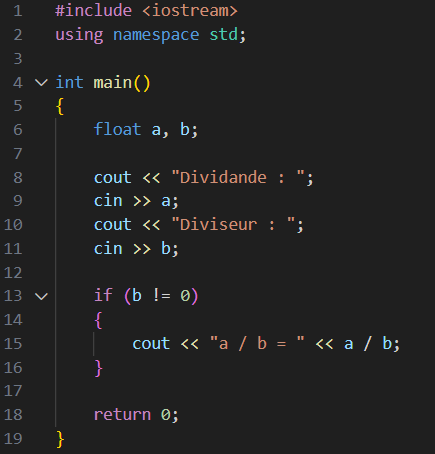 1 #include <iostream>
2 using namespace std;
3
4 int main()
5 {
6 float a, b;
7
8 cout << "Dividande : ";
9 cin >> a;
10 cout << "Diviseur : ";
11 cin >> b;
12
13 if (b != 0)
14 {
15 cout << "a / b = " << a / b;
16 }
17
18 return 0;
19 }